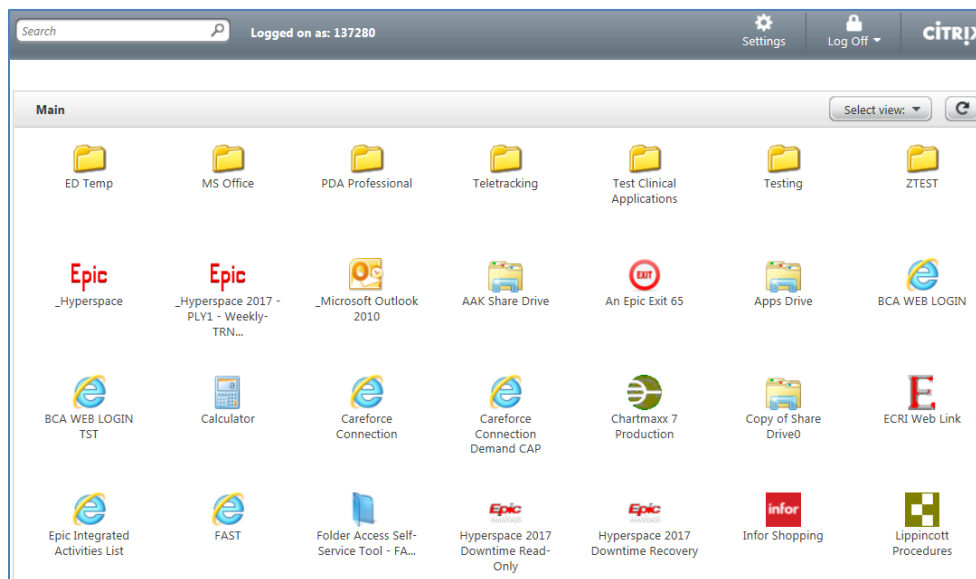 Search
Logged on as: 137280
Settings
Log Off
CITRIX
Main
Select view:
ED Temp
MS Office
PDA Professional
Teletracking
Test Clinical
Applications
Testing
ZTEST
Epic
_Hyperspace
Epic
_Hyperspace 2017 -
PLY1 - Weekly-
TRN...
_Microsoft Outlook
2010
AAK Share Drive
EXIT
An Epic Exit 65
Apps Drive
BCA WEB LOGIN
BCA WEB LOGIN
TST
Calculator
Careforce
Connection
Careforce
Connection
Demand CAP
Chartmaxx 7
Production
Copy of Share
Drive0
E
ECRI Web Link
Epic Integrated
Activities List
FAST
Folder Access Self-
Service Tool - FA...
Epic
Hyperspace 2017
Downtime Read-
Only
Epic
Hyperspace 2017
Downtime Recovery
infor
Infor Shopping
Lippincott
Procedures